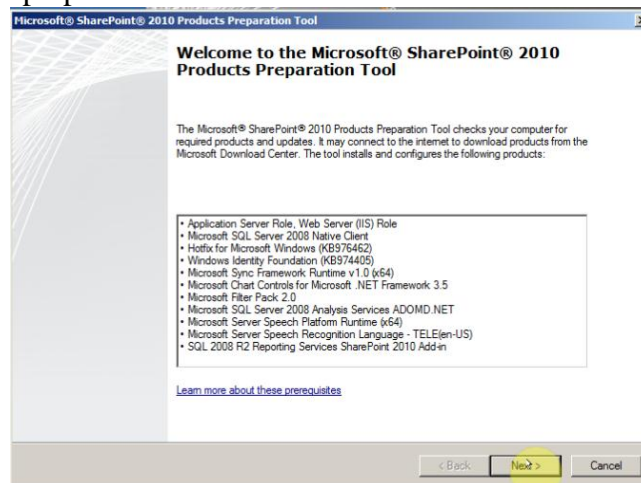 Microsoft® SharePoint® 2010 Products Preparation Tool
Welcome to the Microsoft® SharePoint® 2010
Products Preparation Tool
The Microsoft® SharePoint® 2010 Products Preparation Tool checks your computer for
required products and updates. It may connect to the internet to download products from the
Microsoft Download Center. The tool installs and configures the following products:
• Application Server Role, Web Server (IIS) Role
• Microsoft SQL Server 2008 Native Client
• Hotfix for Microsoft Windows (KB976462)
• Windows Identity Foundation (KB974405)
• Microsoft Sync Framework Runtime v1.0 (x64)
• Microsoft Chart Controls for Microsoft .NET Framework 3.5
• Microsoft Filter Pack 2.0
• Microsoft SQL Server 2008 Analysis Services ADOMD.NET
• Microsoft Server Speech Platform Runtime (x64)
• Microsoft Server Speech Recognition Language - TELE(en-US)
• SQL 2008 R2 Reporting Services SharePoint 2010 Add-in
Learn more about these prerequisites
< Back Next > Cancel